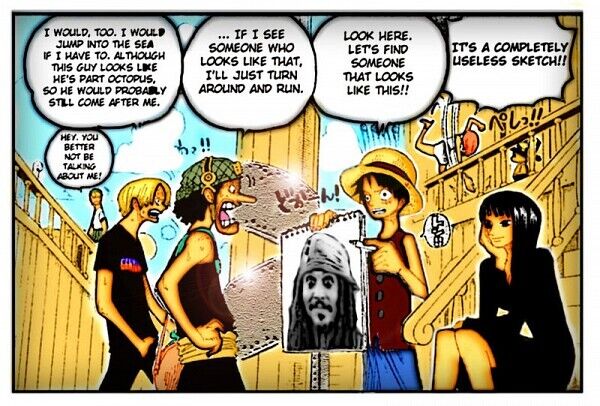 I WOULD, TOO. I WOULD
JUMP INTO THE SEA
IF I HAVE TO. ALTHOUGH
THIS GUY LOOKS LIKE
HE'S PART OCTOPUS,
SO HE WOULD PROBABLY
STILL COME AFTER ME.
... IF I SEE
SOMEONE WHO
LOOKS LIKE THAT,
I'LL JUST TURN
AROUND AND RUN.
LOOK HERE.
LET'S FIND
SOMEONE
THAT LOOKS
LIKE THIS!!
IT'S A COMPLETELY
USELESS SKETCH!!
HEY. YOU
BETTER
NOT BE
TALKING
ABOUT ME!